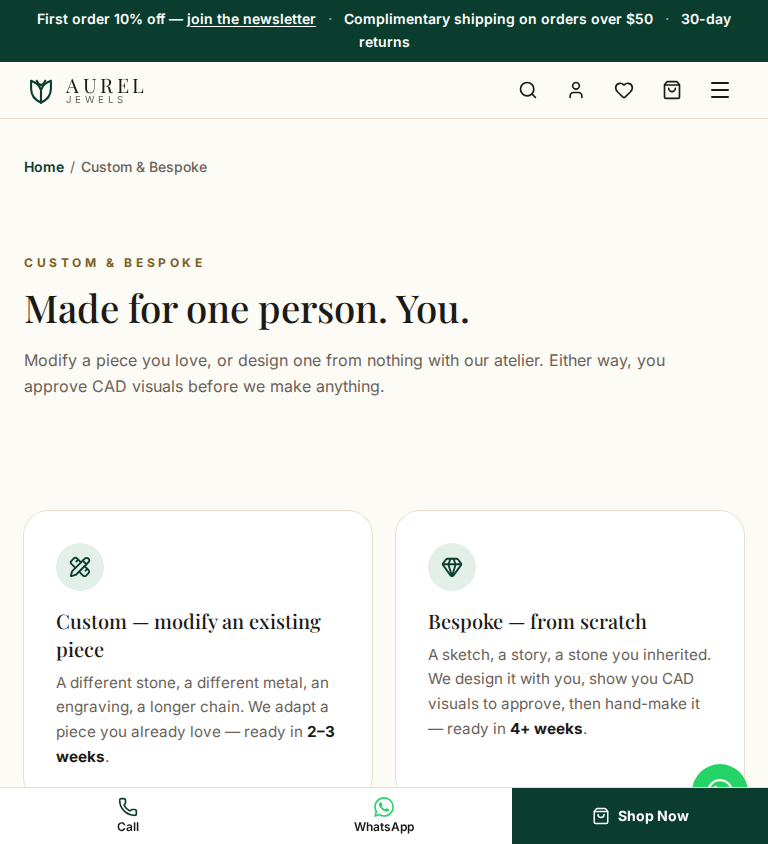 First order 10% off — join the newsletter · Complimentary shipping on orders over $50 · 30-day
returns
AUREL
JEWELS
Home / Custom & Bespoke
CUSTOM & BESPOKE
Made for one person. You.
Modify a piece you love, or design one from nothing with our atelier. Either way, you
approve CAD visuals before we make anything.
Custom — modify an existing
piece
A different stone, a different metal, an
engraving, a longer chain. We adapt a
piece you already love — ready in 2–3
weeks.
Bespoke — from scratch
A sketch, a story, a stone you inherited.
We design it with you, show you CAD
visuals to approve, then hand-make it
— ready in 4+ weeks.
Call
WhatsApp
Shop Now